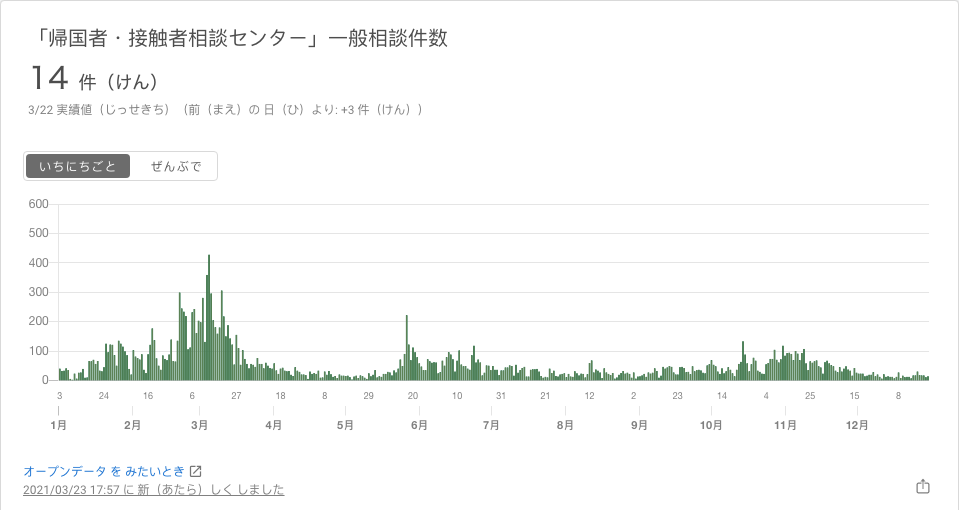 「帰国者・接触者相談センター」一般相談件数
14 件（けん）
3/22 実績値（じっせきち）（前（まえ）の 日（ひ）より: +3 件（けん））
いちにちごと ぜんぶで
600
500
400
300
200
100
0
3 24 16 6 27 18 8 29 20 10 31 21 12 2 23 14 4 25 15 8
1月 2月 3月 4月 5月 6月 7月 8月 9月 10月 11月 12月
オープンデータ を みたいとき
2021/03/23 17:57 に 新（あたら）しく しました